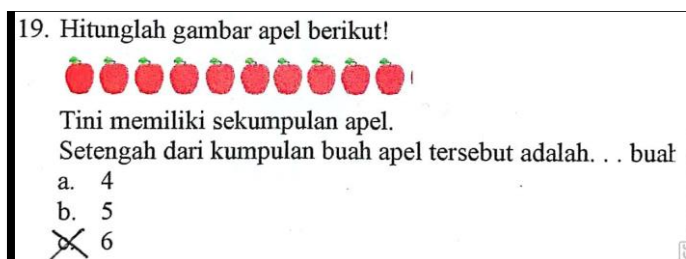 19. Hitunglah gambar apel berikut!
Tini memiliki sekumpulan apel.
Setengah dari kumpulan buah apel tersebut adalah. . . buah
a. 4
b. 5
c. 6